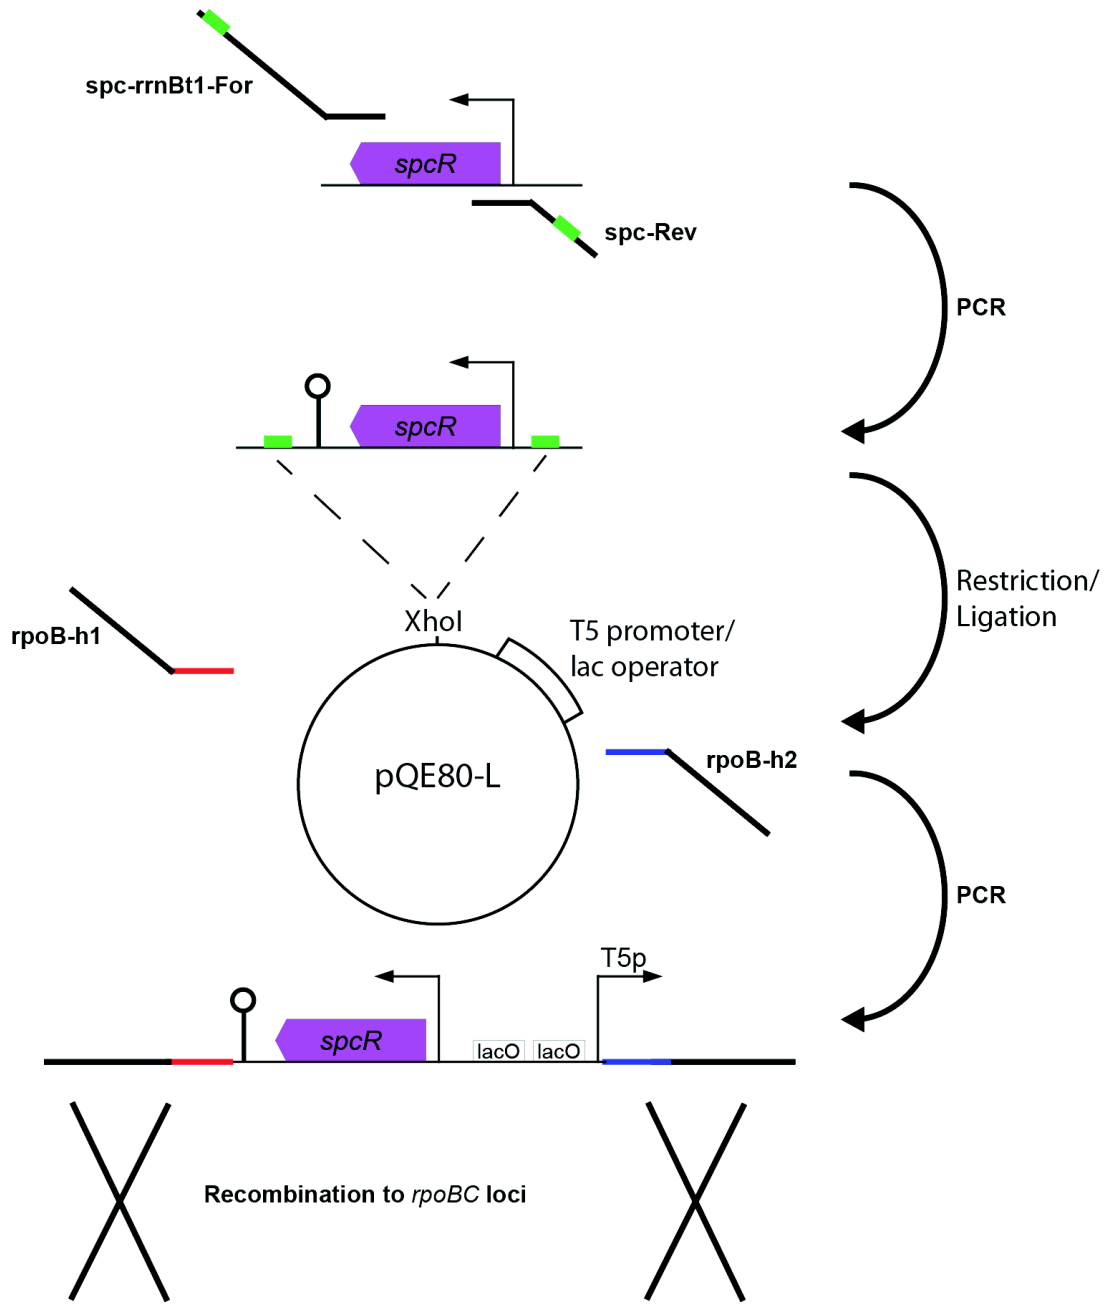 spc-rrnBt1-For
spcR
spc-Rev
PCR
spcR
Restriction/
Ligation
XhoI
rpoB-h1
T5 promoter/
lac operator
pQE80-L
rpoB-h2
PCR
T5p
spcR
lacO lacO
Recombination to rpoBC loci